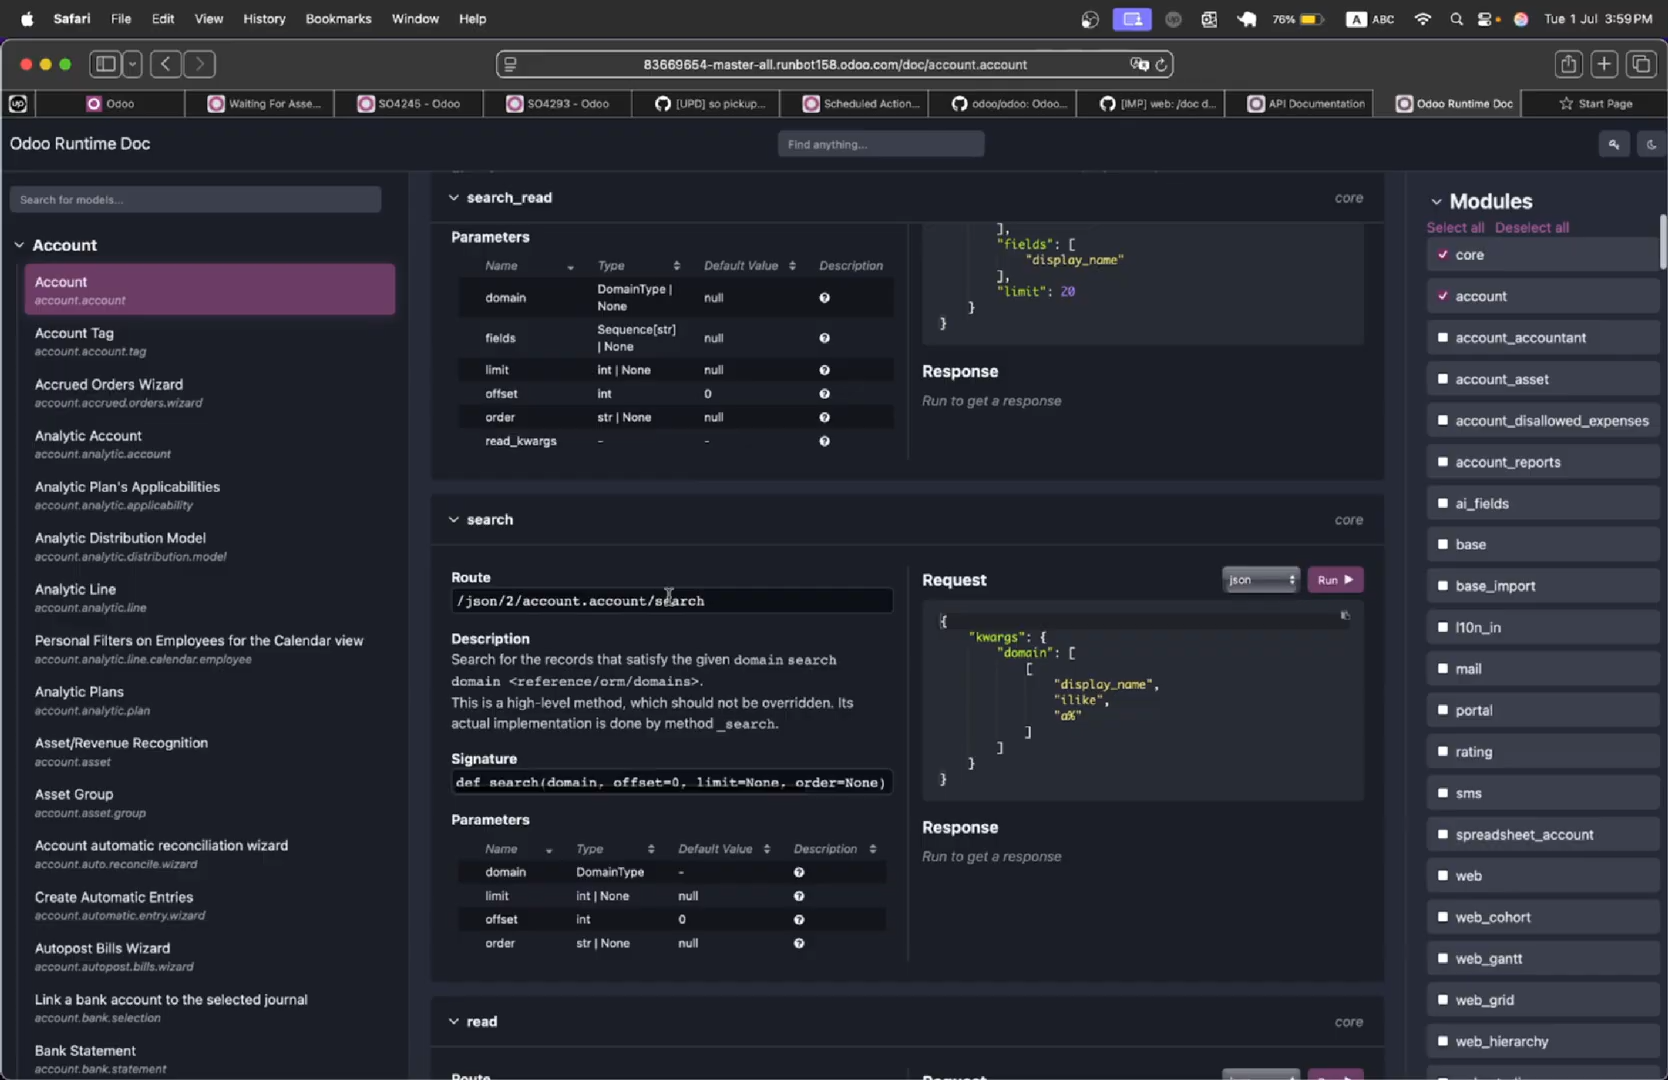 Safari File Edit View History Bookmarks Window Help
76% A ABC Tue 1 Jul 3:59PM
83669654-master-all.runbot158.odoo.com/doc/account.account
Odoo
Waiting For Asse...
SO4245 - Odoo
SO4293 - Odoo
[UPD] so pickup...
Scheduled Action...
odoo/odoo: Odoo...
[IMP] web: /doc d...
API Documentation
Odoo Runtime Doc
Start Page
Odoo Runtime Doc
Find anything...
Search for models...
Account
Account
account.account
Account Tag
account.account.tag
Accrued Orders Wizard
account.accrued.orders.wizard
Analytic Account
account.analytic.account
Analytic Plan's Applicabilities
account.analytic.applicability
Analytic Distribution Model
account.analytic.distribution.model
Analytic Line
account.analytic.line
Personal Filters on Employees for the Calendar view
account.analytic.line.calendar.employee
Analytic Plans
account.analytic.plan
Asset/Revenue Recognition
account.asset
Asset Group
account.asset.group
Account automatic reconciliation wizard
account.auto.reconcile.wizard
Create Automatic Entries
account.automatic.entry.wizard
Autopost Bills Wizard
account.autopost.bills.wizard
Link a bank account to the selected journal
account.bank.selection
Bank Statement
account.bank.statement
search_read core
Parameters
Name Type Default Value Description
domain DomainType | None null
fields Sequence[str] | None null
limit int | None null
offset int 0
order str | None null
read_kwargs - -
],
"fields": [
"display_name"
],
"limit": 20
}
}
Response
Run to get a response
search core
Route
/json/2/account.account/search
Description
Search for the records that satisfy the given domain search
domain <reference/orm/domains>.
This is a high-level method, which should not be overridden. Its
actual implementation is done by method _search.
Signature
def search(domain, offset=0, limit=None, order=None)
Parameters
Name Type Default Value Description
domain DomainType -
limit int | None null
offset int 0
order str | None null
Request json Run
{
"kwargs": {
"domain": [
[
"display_name",
"ilike",
"a%"
]
]
}
}
Response
Run to get a response
read core
Route
Request json Run
Modules
Select all Deselect all
core
account
account_accountant
account_asset
account_disallowed_expenses
account_reports
ai_fields
base
base_import
l10n_in
mail
portal
rating
sms
spreadsheet_account
web
web_cohort
web_gantt
web_grid
web_hierarchy